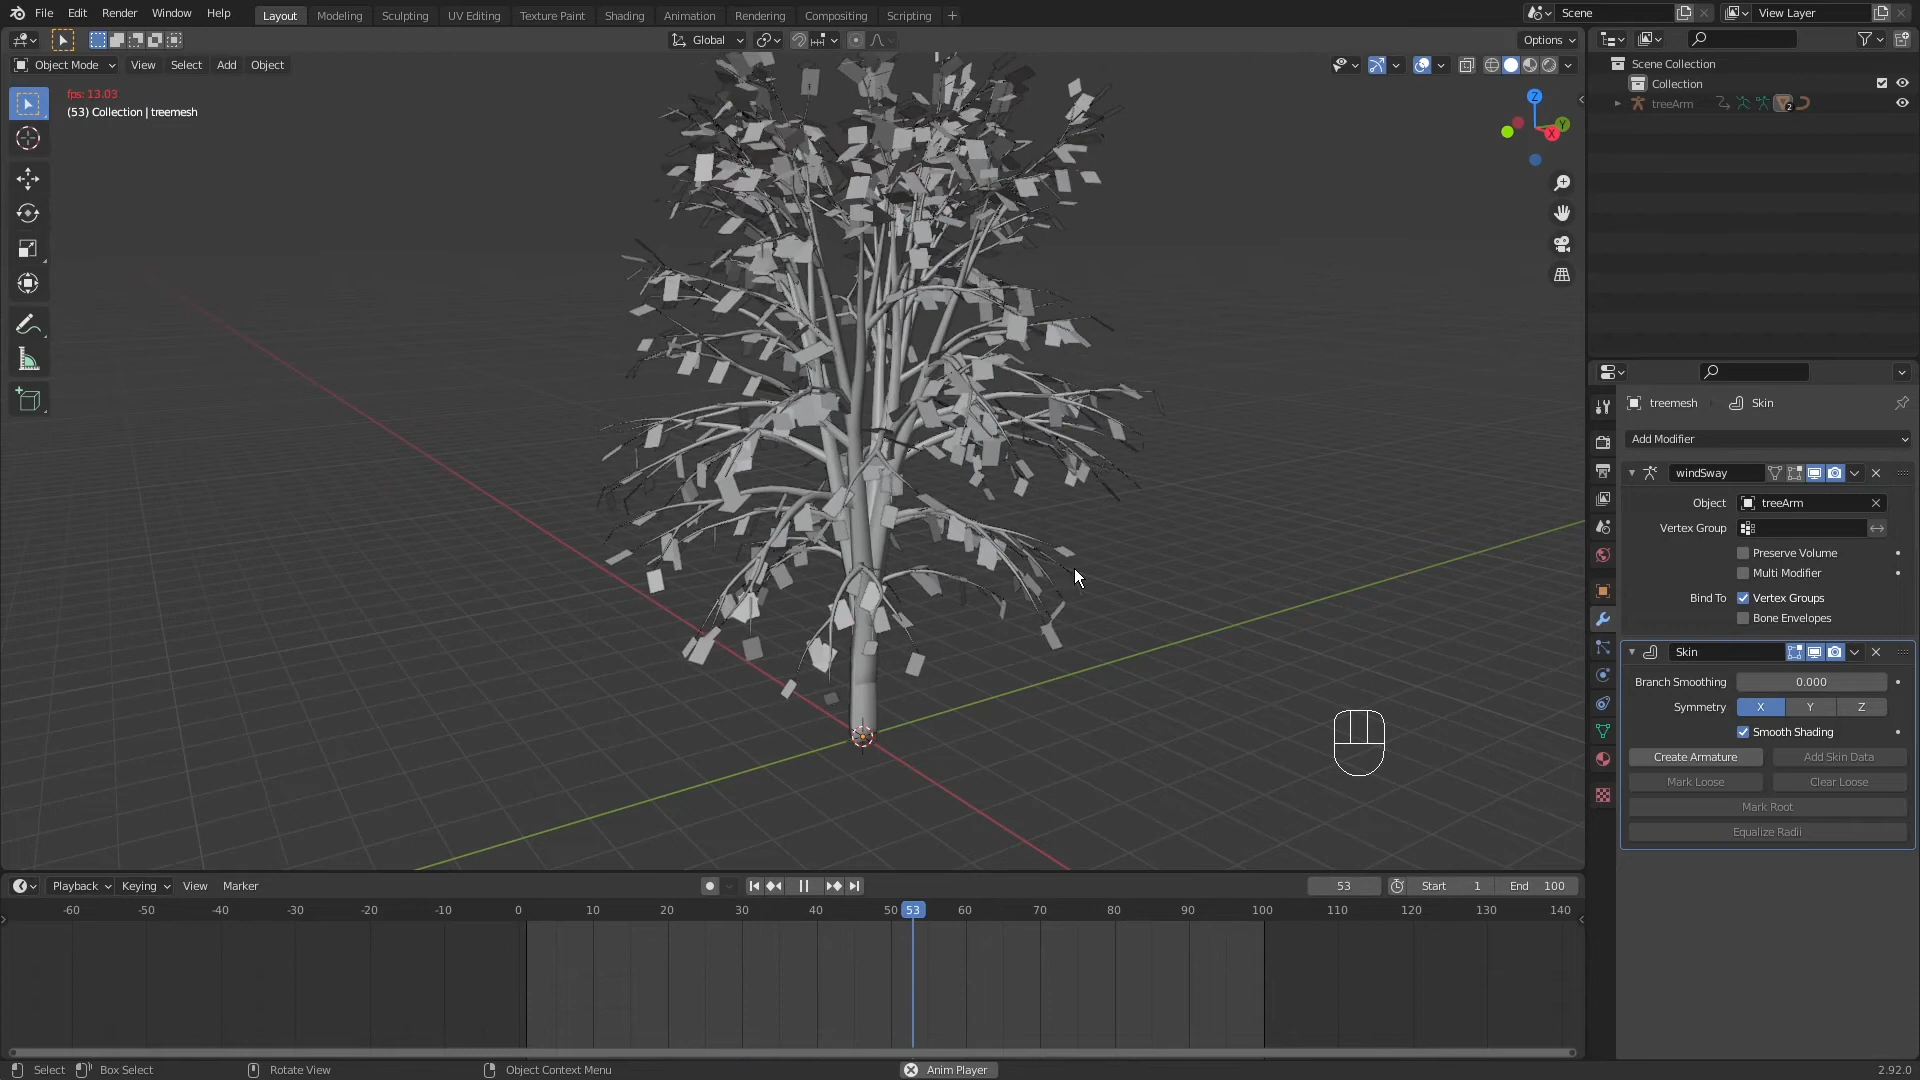 File Edit Render Window Help Layout Modeling Sculpting UV Editing Texture Paint Shading Animation Rendering Compositing Scripting + Scene View Layer
Global Options
Object Mode View Select Add Object
fps: 13.03
(53) Collection | treemesh
Z
Y
X
Scene Collection
Collection
treeArm 2
treemesh Skin
Add Modifier
windSway
Object treeArm
Vertex Group
Preserve Volume
Multi Modifier
Bind To Vertex Groups
Bone Envelopes
Skin
Branch Smoothing 0.000
Symmetry X Y Z
Smooth Shading
Create Armature Add Skin Data
Mark Loose Clear Loose
Mark Root
Equalize Radii
Playback Keying View Marker 53 Start 1 End 100
-60 -50 -40 -30 -20 -10 0 10 20 30 40 50 53 60 70 80 90 100 110 120 130 140
Select Box Select Rotate View Object Context Menu Anim Player 2.92.0